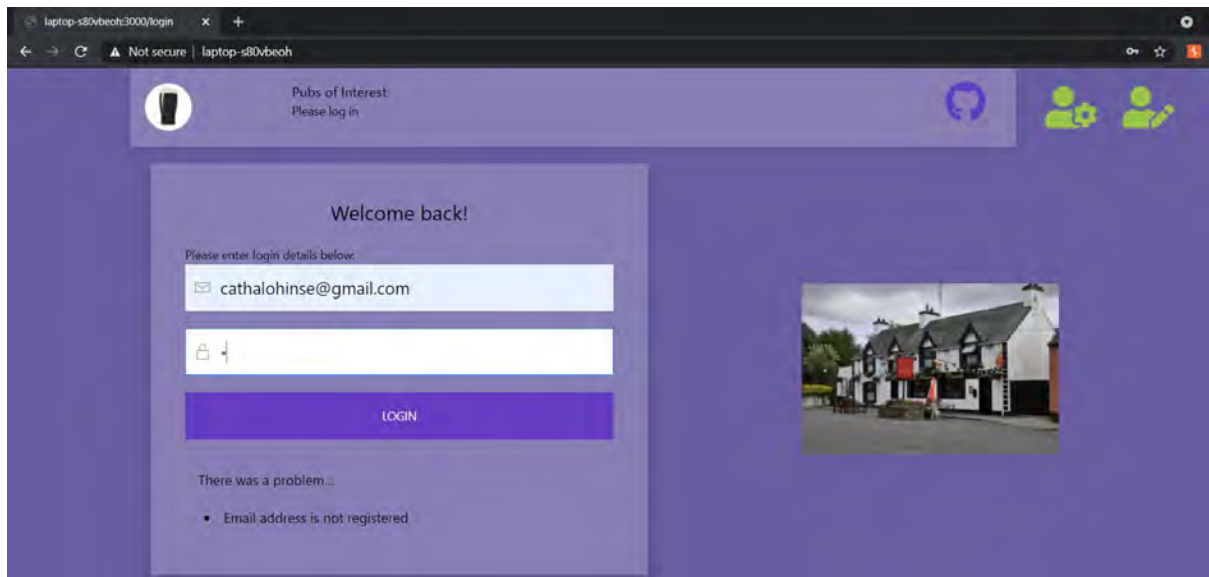 laptop-s80vbeoh:3000/login
Not secure | laptop-s80vbeoh
Pubs of Interest:
Please log in
Welcome back!
Please enter login details below:
cathalohinse@gmail.com
LOGIN
There was a problem...
• Email address is not registered